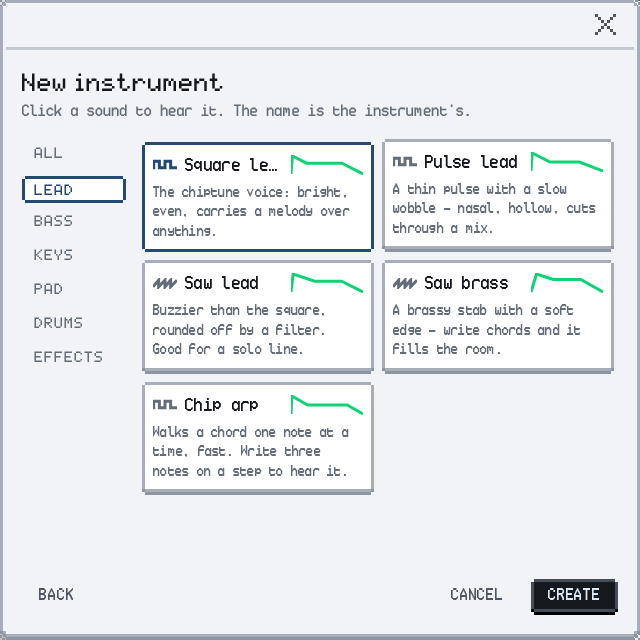 New instrument
Click a sound to hear it. The name is the instrument's.
ALL
LEAD
BASS
KEYS
PAD
DRUMS
EFFECTS
Square le…
The chiptune voice: bright,
even, carries a melody over
anything.
Pulse lead
A thin pulse with a slow
wobble – nasal, hollow, cuts
through a mix.
Saw lead
Buzzier than the square,
rounded off by a filter.
Good for a solo line.
Saw brass
A brassy stab with a soft
edge – write chords and it
fills the room.
Chip arp
Walks a chord one note at a
time, fast. Write three
notes on a step to hear it.
BACK
CANCEL
CREATE